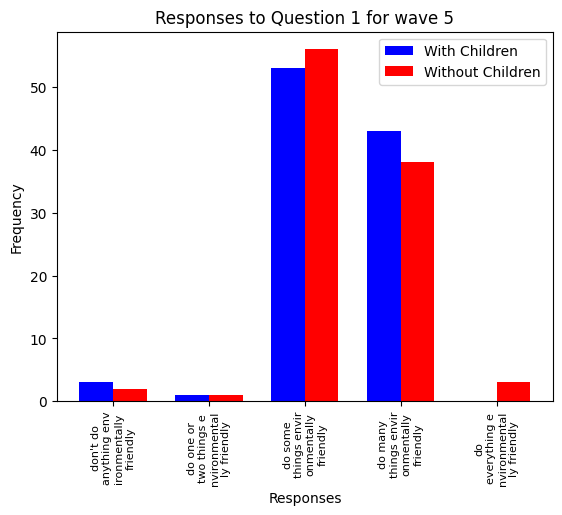 Responses to Question 1 for wave 5
With Children
Without Children
50
40
30
20
10
0
Frequency
don't do
anything env
ironmentally
friendly
do one or
two things e
nvironmental
ly friendly
do some
things envir
onmentally
friendly
do many
things envir
onmentally
friendly
do
everything e
nvironmental
ly friendly
Responses